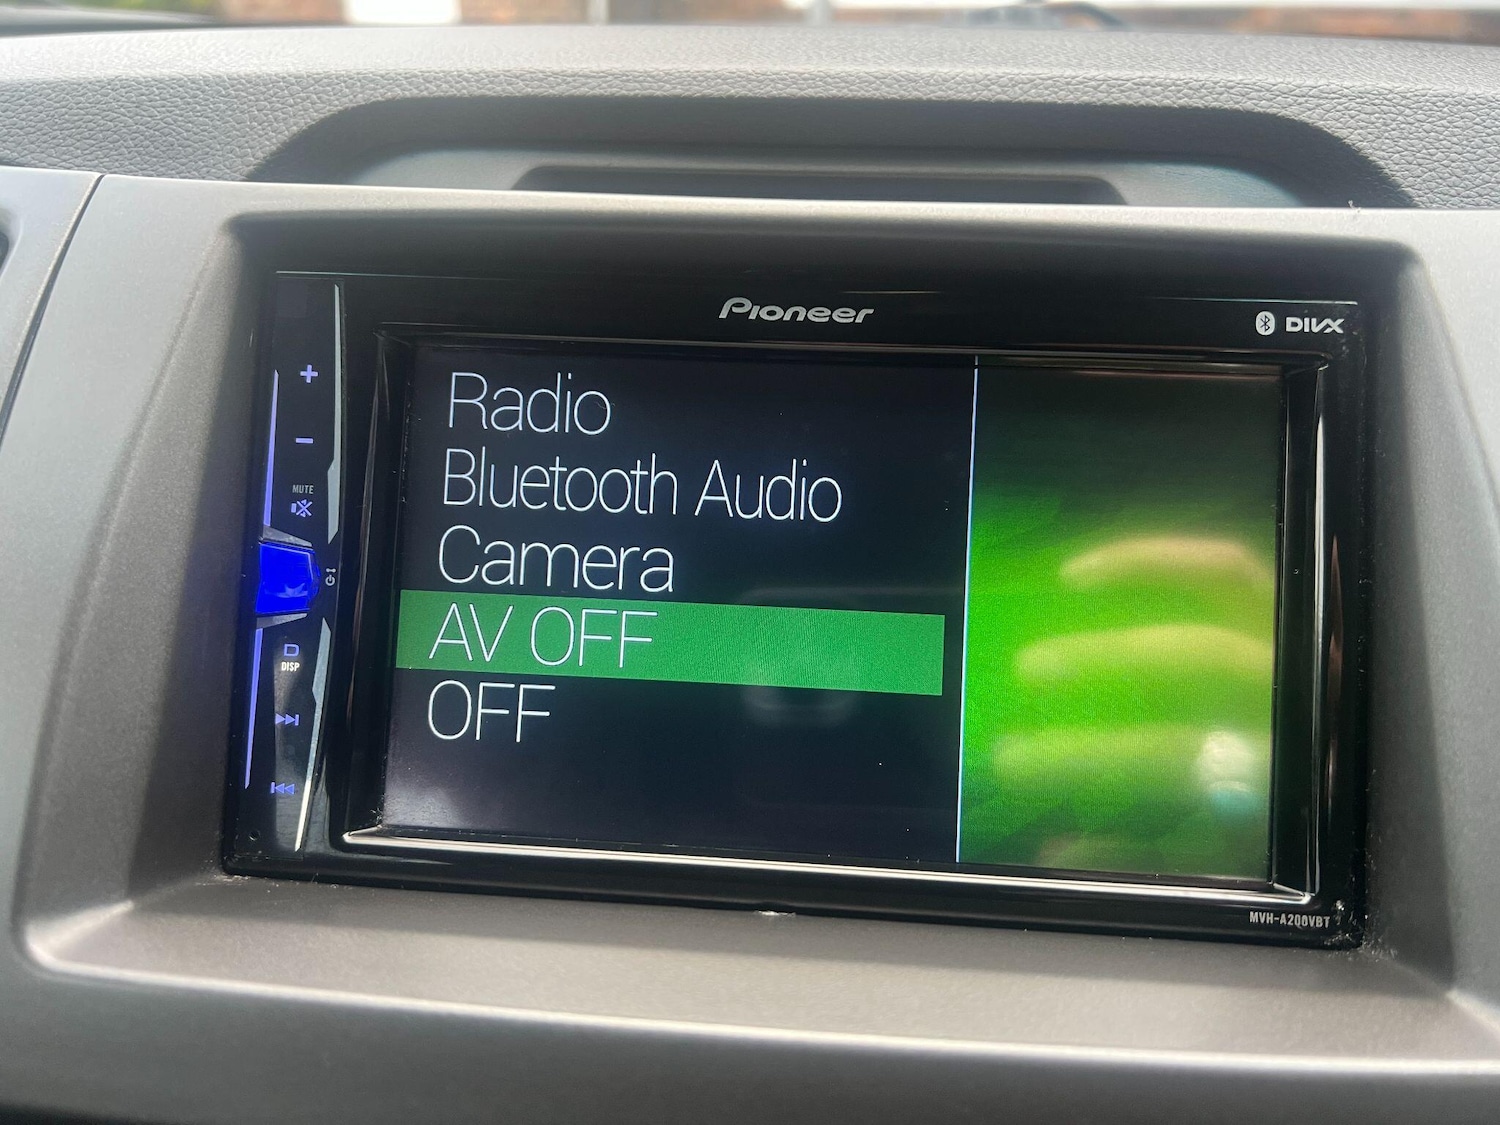 Pioneer
DIVX
MUTE
D
DISP
Radio
Bluetooth Audio
Camera
AV OFF
OFF
MVH-A200VBT